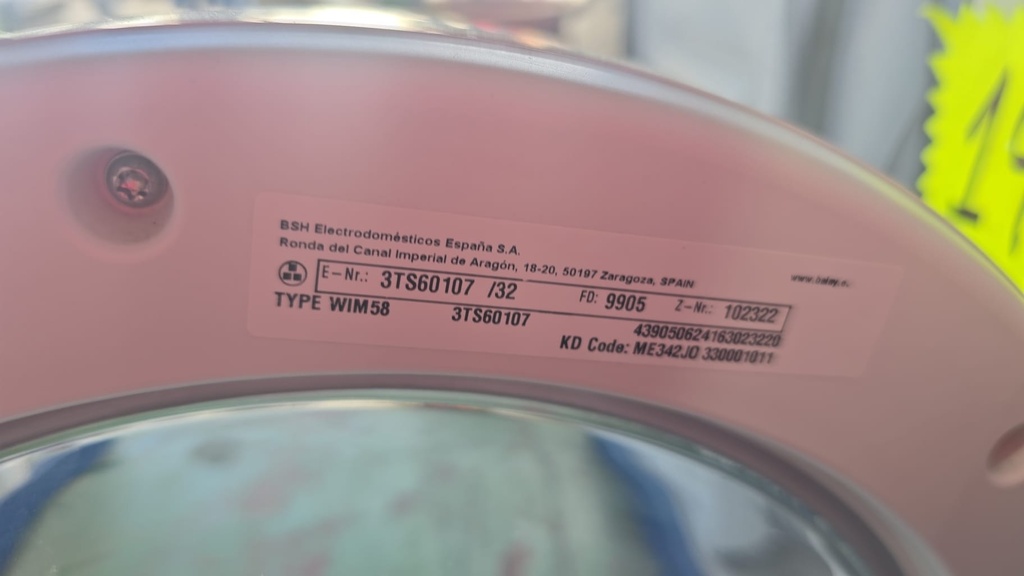 BSH Electrodomésticos España S.A.
Ronda del Canal Imperial de Aragón, 18-20, 50197 Zaragoza, SPAIN
E-Nr.: 3TS60107 /32 FD: 9905 Z-Nr.: 102322
TYPE WIM58 3TS60107 439050624163023220
KD Code: ME342JO 330001011